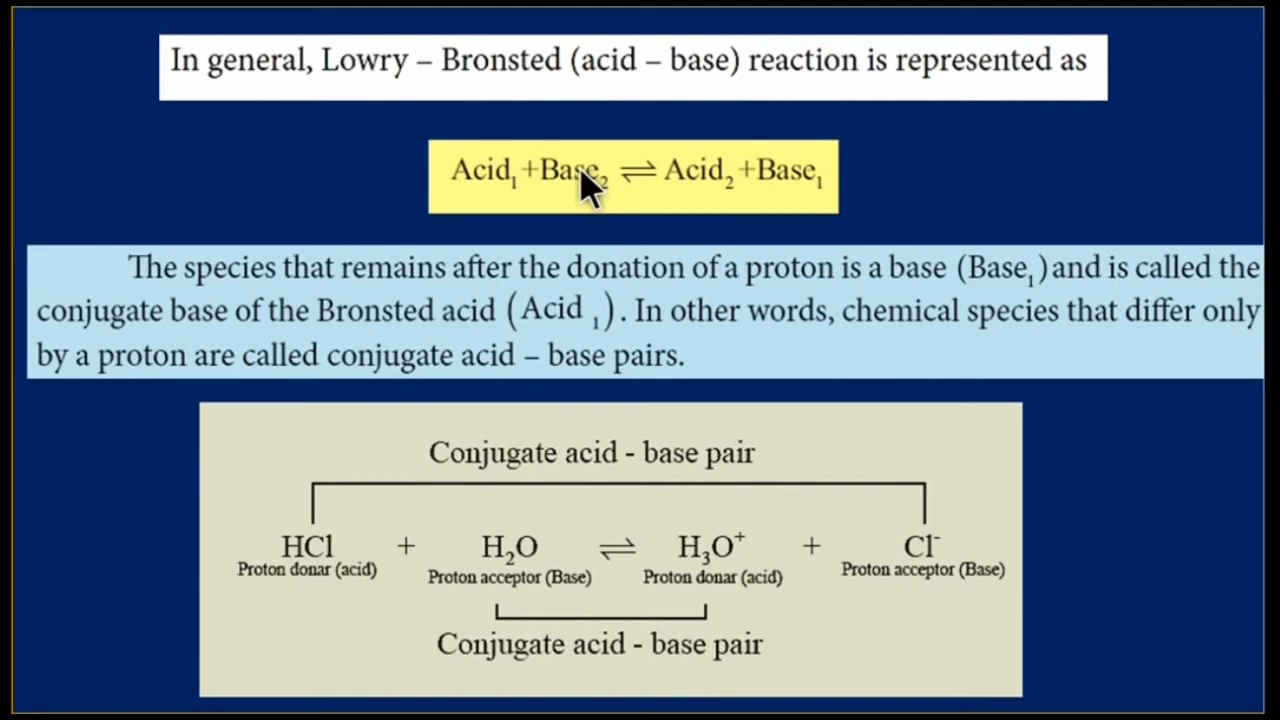 In general, Lowry – Bronsted (acid – base) reaction is represented as
Acid₁+Base₂ ⇌ Acid₂+Base₁
The species that remains after the donation of a proton is a base (Base₁) and is called the
conjugate base of the Bronsted acid (Acid ₁). In other words, chemical species that differ only
by a proton are called conjugate acid – base pairs.
Conjugate acid - base pair
HCl + H₂O ⇌ H₃O⁺ + Cl⁻
Proton donar (acid) Proton acceptor (Base) Proton donar (acid) Proton acceptor (Base)
Conjugate acid - base pair